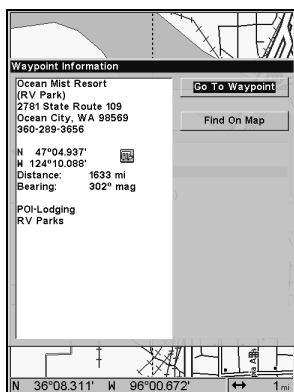 Waypoint Information
Ocean Mist Resort
(RV Park)
2781 State Route 109
Ocean City, WA 98569
360-289-3656
N 47°04.937'
W 124°10.088'
Distance: 1633 mi
Bearing: 302° mag
POI-Lodging
RV Parks
Go To Waypoint
Find On Map
N 36°08.311' W 96°00.672' ↔ 1 mi